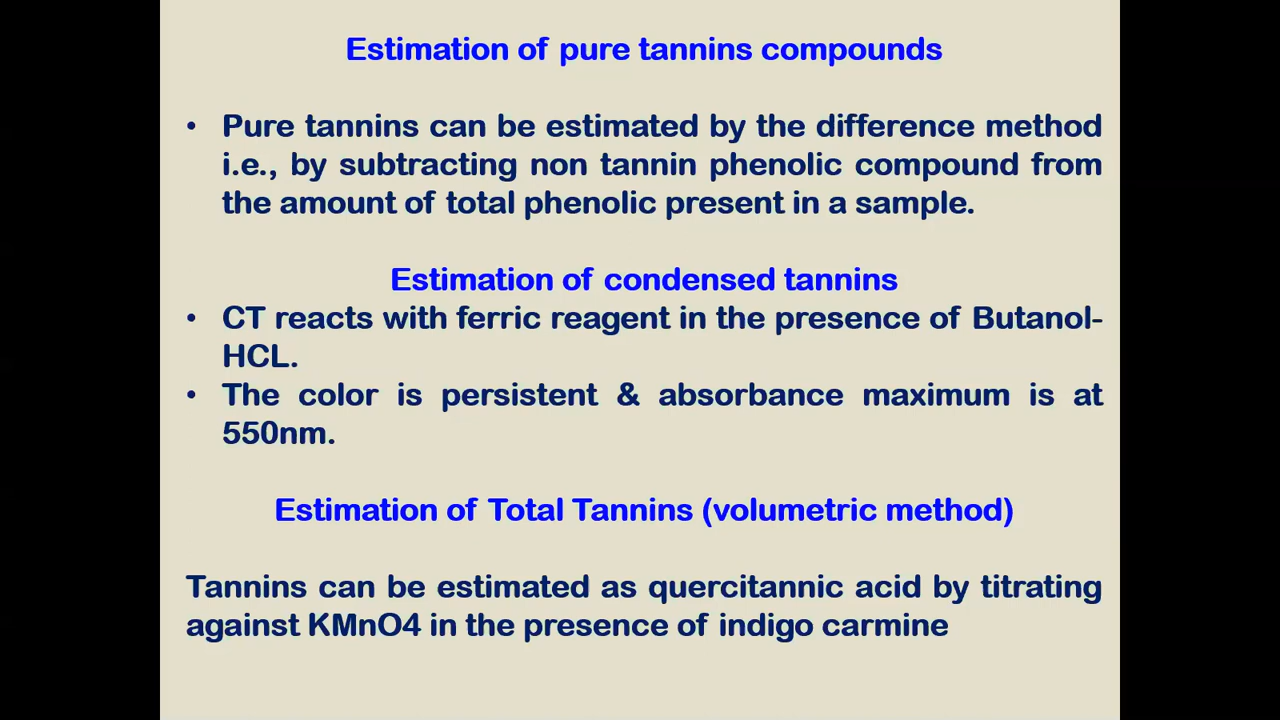 Estimation of pure tannins compounds
• Pure tannins can be estimated by the difference method
i.e., by subtracting non tannin phenolic compound from
the amount of total phenolic present in a sample.
Estimation of condensed tannins
• CT reacts with ferric reagent in the presence of Butanol-
HCL.
• The color is persistent & absorbance maximum is at
550nm.
Estimation of Total Tannins (volumetric method)
Tannins can be estimated as quercitannic acid by titrating
against KMnO4 in the presence of indigo carmine